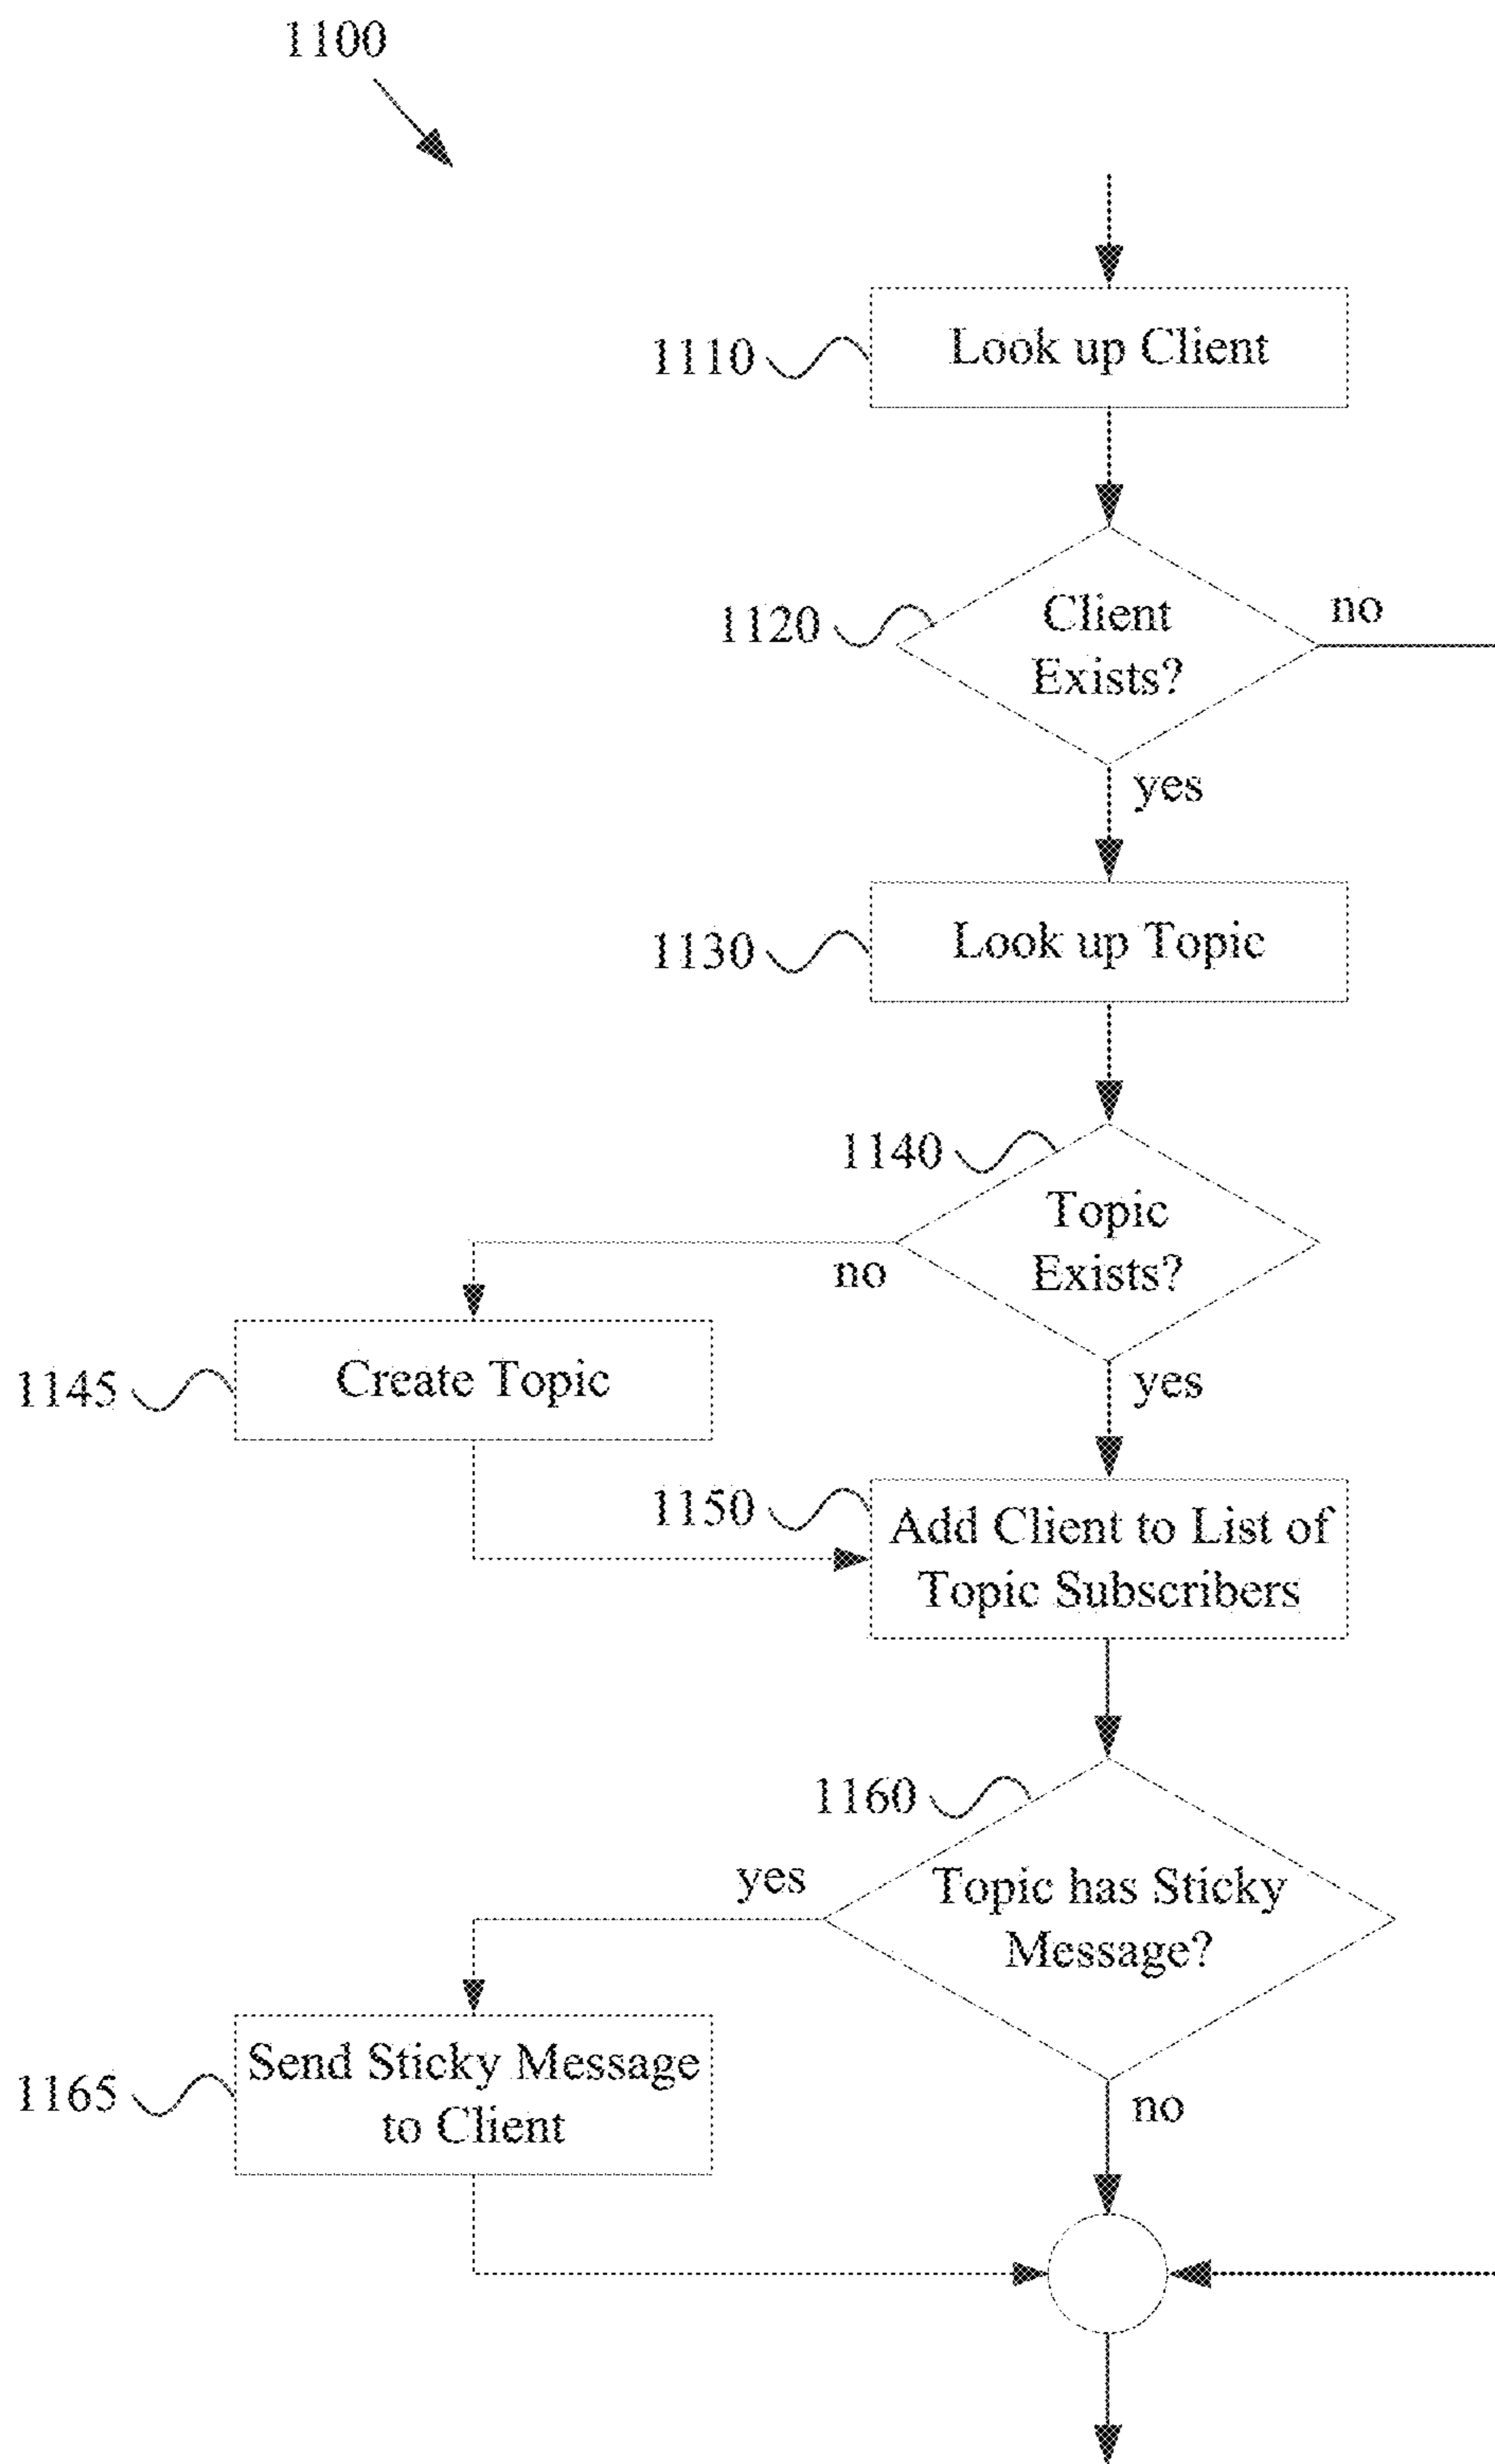 1100
1110
Look up Client
1120
Client
Exists?
no
yes
1130
Look up Topic
1140
Topic
Exists?
no
yes
1145
Create Topic
1150
Add Client to List of
Topic Subscribers
1160
Topic has Sticky
Message?
yes
no
1165
Send Sticky Message
to Client